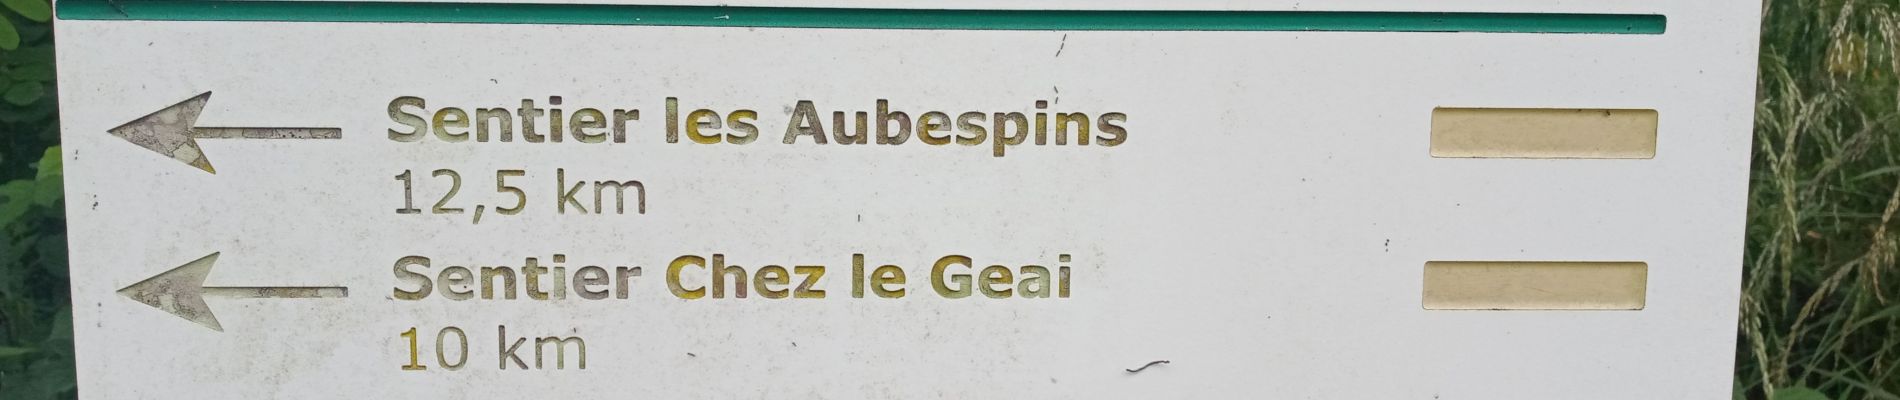 Sentier les Aubespins
12,5 km
Sentier Chez le Geai
10 km